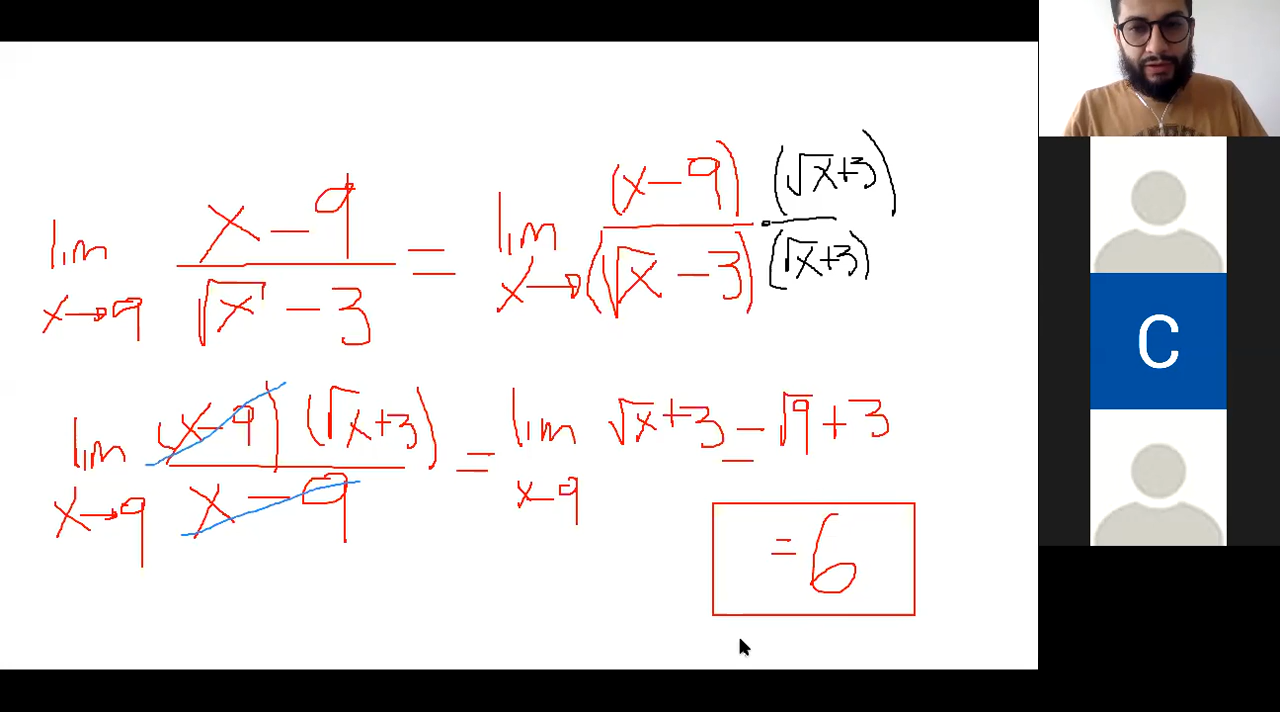 lim x→9 (x-9)/(√x - 3) = lim x→9 (x-9)/(√x - 3) · (√x+3)/(√x+3)
lim x→9 (x-9)(√x+3)/(x-9) = lim x-9 √x+3 = √9+3
= 6
C